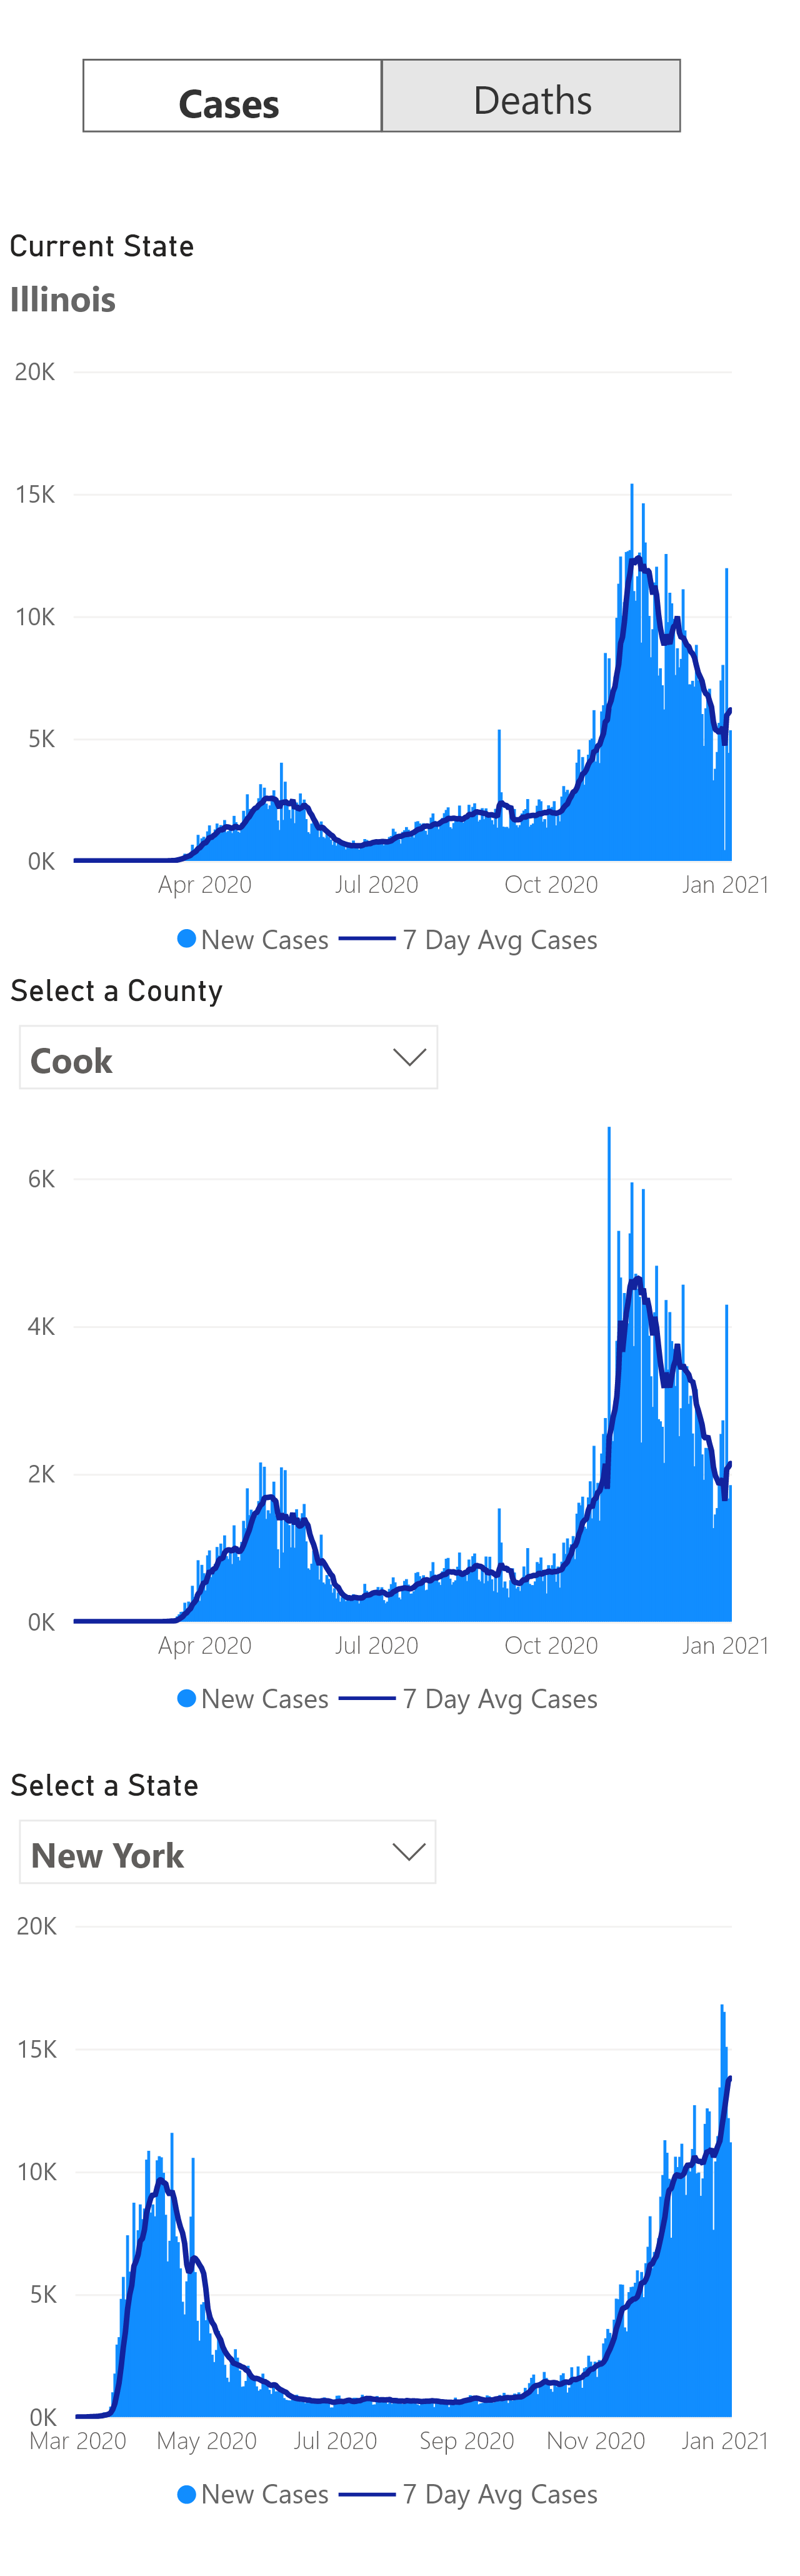 Cases Deaths
Current State
Illinois
20K
15K
10K
5K
0K
Apr 2020 Jul 2020 Oct 2020 Jan 2021
New Cases 7 Day Avg Cases
Select a County
Cook
6K
4K
2K
0K
Apr 2020 Jul 2020 Oct 2020 Jan 2021
New Cases 7 Day Avg Cases
Select a State
New York
20K
15K
10K
5K
0K
Mar 2020 May 2020 Jul 2020 Sep 2020 Nov 2020 Jan 2021
New Cases 7 Day Avg Cases